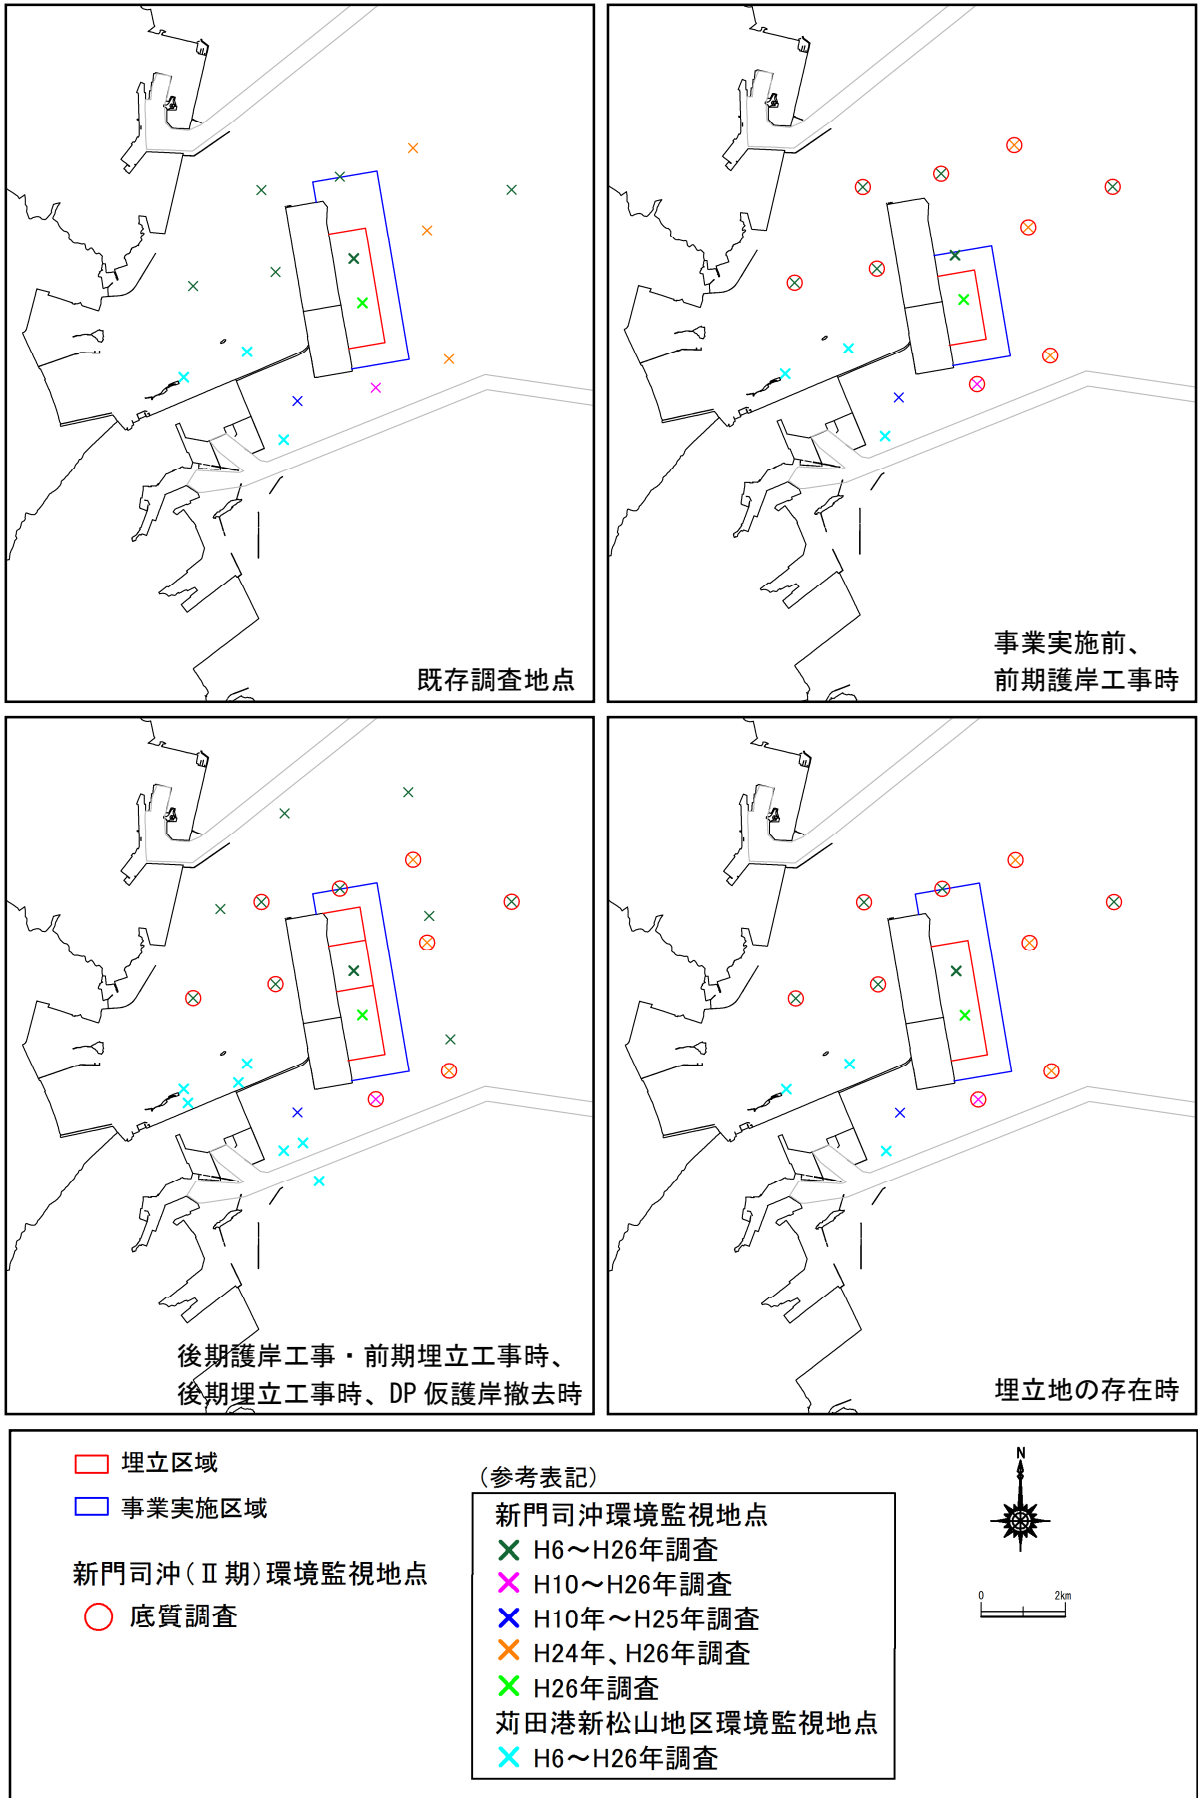 既存調査地点
事業実施前、
前期護岸工事時
後期護岸工事・前期埋立工事時、
後期埋立工事時、DP仮護岸撤去時
埋立地の存在時
埋立区域
事業実施区域
新門司沖(Ⅱ期)環境監視地点
底質調査
(参考表記)
新門司沖環境監視地点
H6～H26年調査
H10～H26年調査
H10年～H25年調査
H24年、H26年調査
H26年調査
苅田港新松山地区環境監視地点
H6～H26年調査
N
0 2km